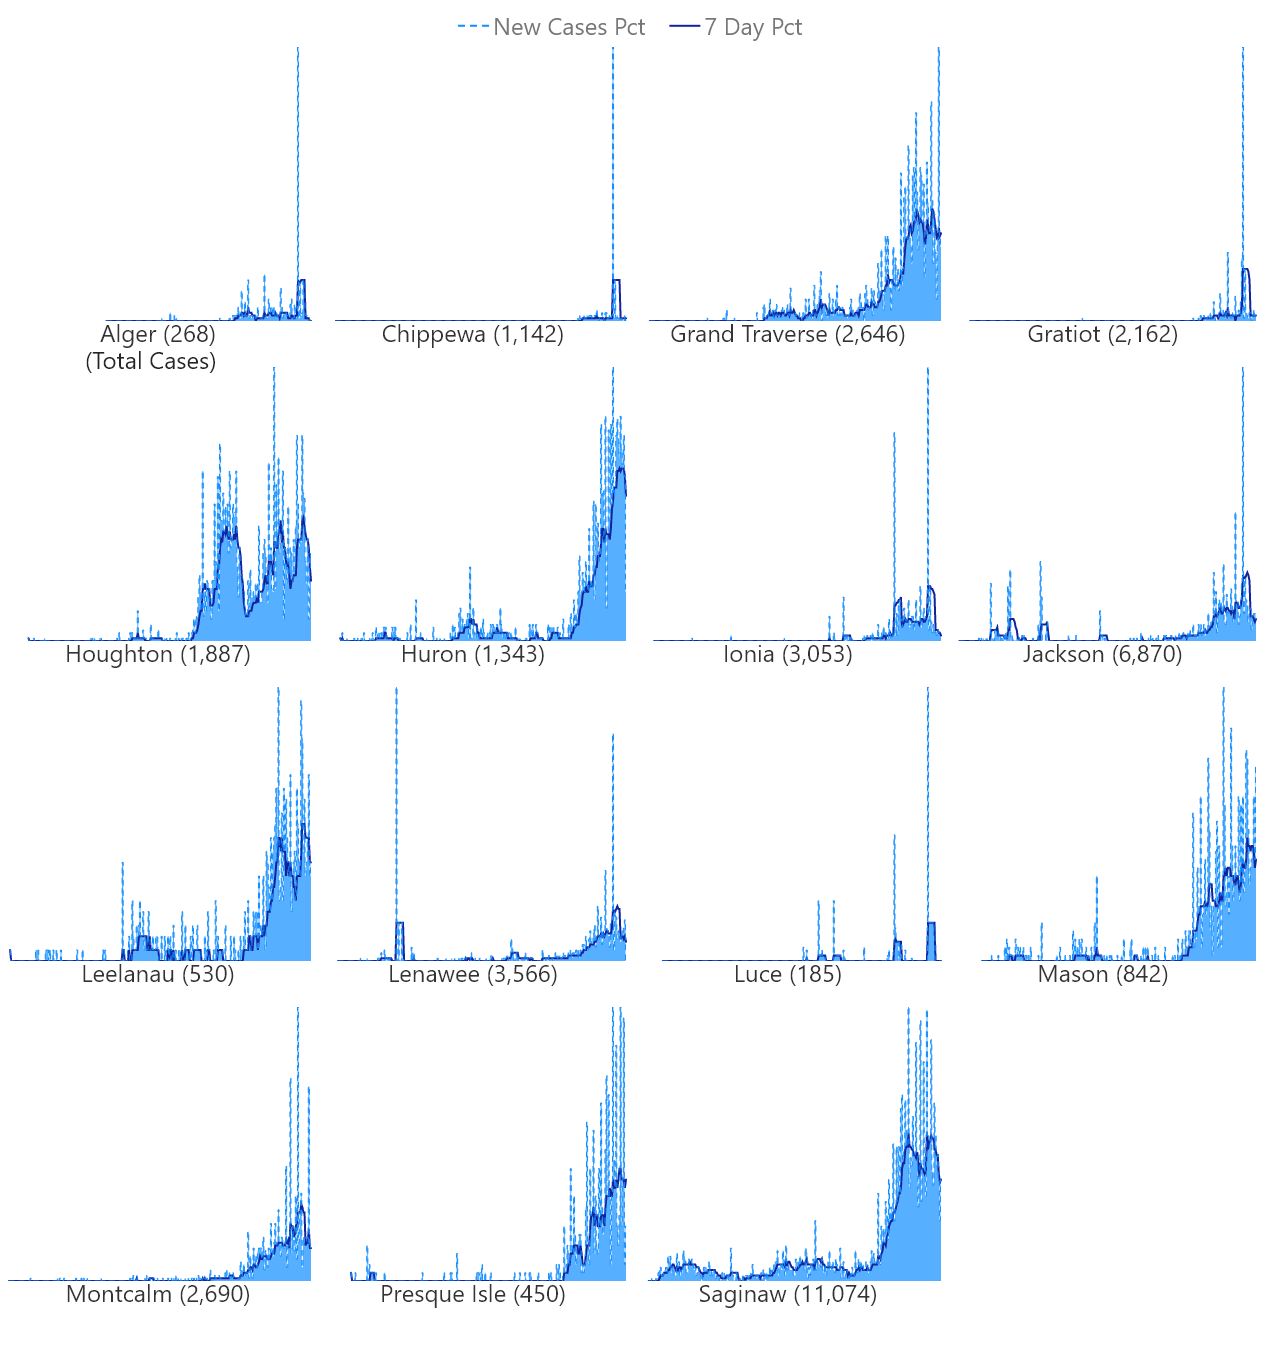 New Cases Pct 7 Day Pct
Alger (268)
(Total Cases)
Chippewa (1,142)
Grand Traverse (2,646)
Gratiot (2,162)
Houghton (1,887)
Huron (1,343)
Ionia (3,053)
Jackson (6,870)
Leelanau (530)
Lenawee (3,566)
Luce (185)
Mason (842)
Montcalm (2,690)
Presque Isle (450)
Saginaw (11,074)